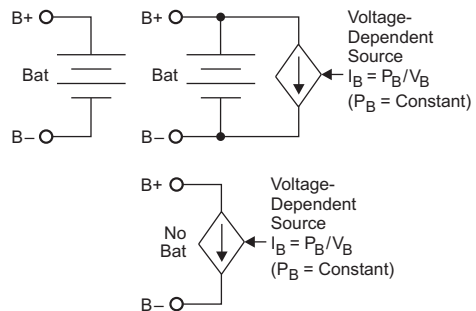 B+
Bat
B–
B+
Bat
B–
Voltage-
Dependent
Source
I_B = P_B/V_B
(P_B = Constant)
B+
No
Bat
B–
Voltage-
Dependent
Source
I_B = P_B/V_B
(P_B = Constant)